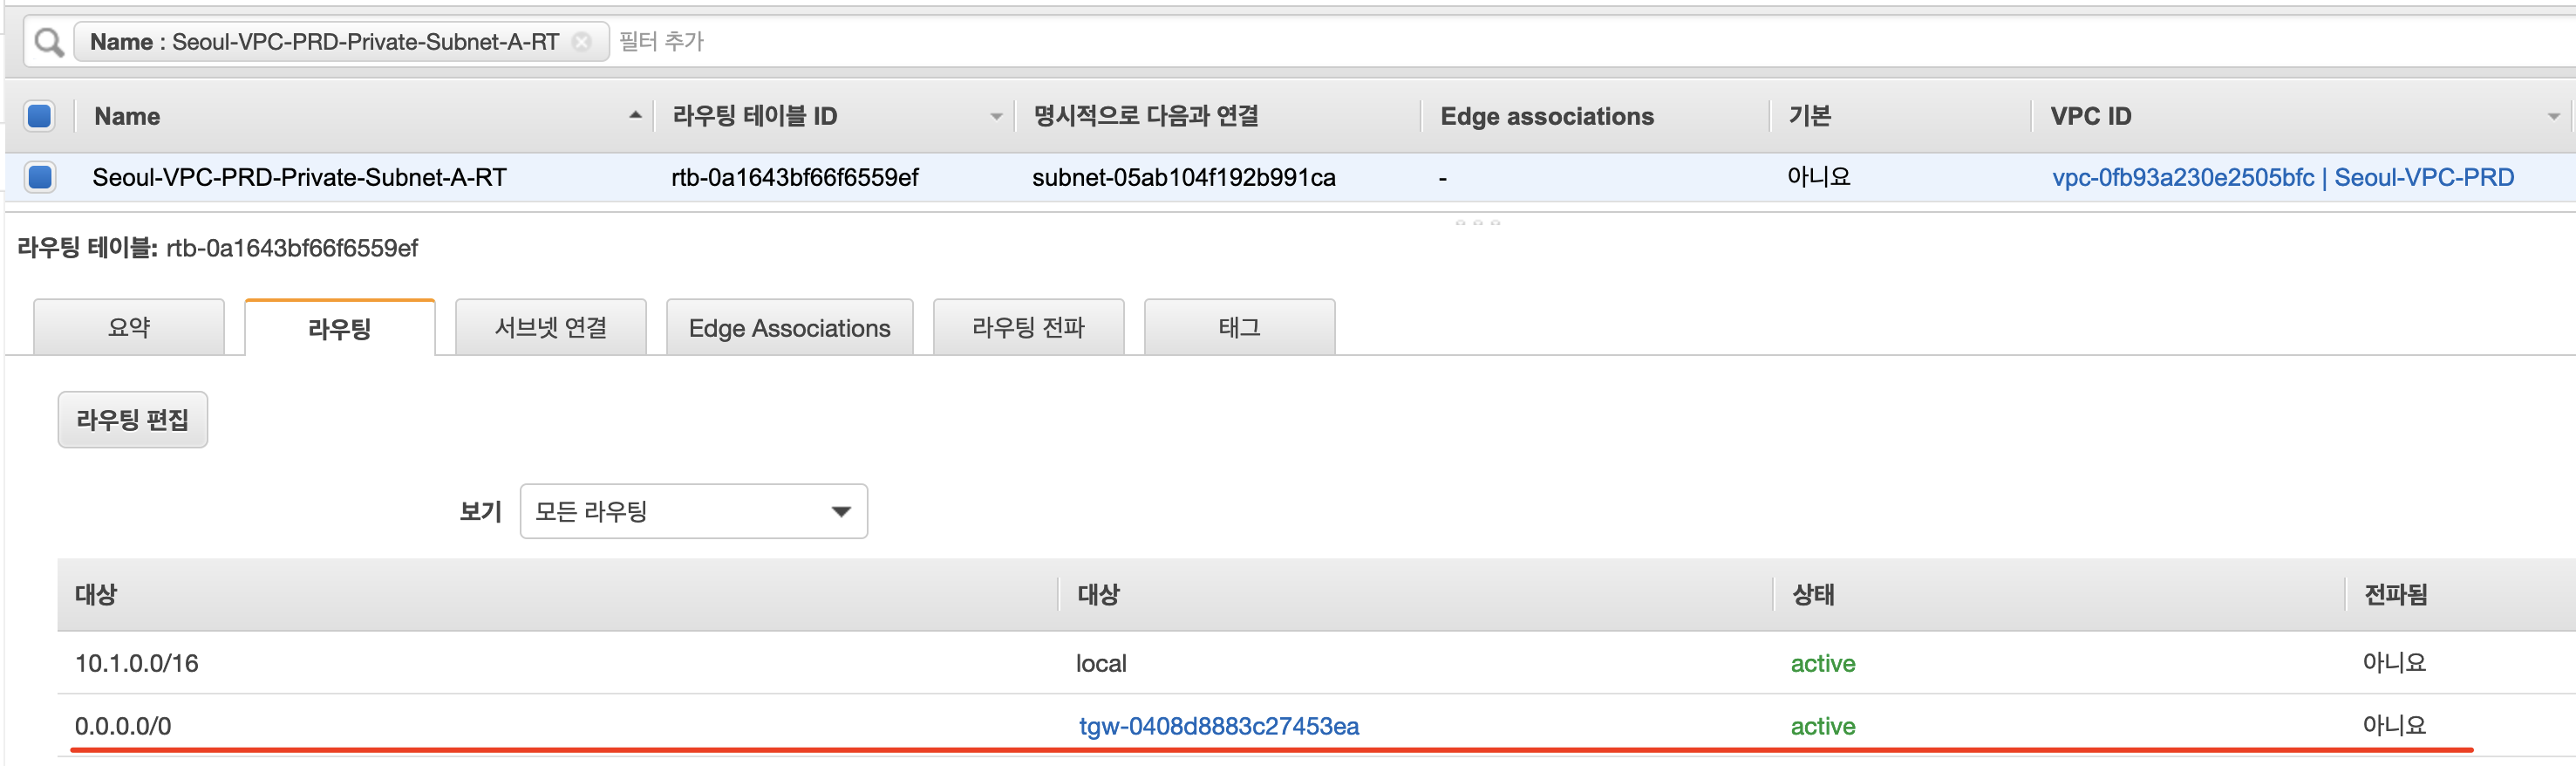 Name : Seoul-VPC-PRD-Private-Subnet-A-RT 필터 추가
Name 라우팅 테이블 ID 명시적으로 다음과 연결 Edge associations 기본 VPC ID
Seoul-VPC-PRD-Private-Subnet-A-RT rtb-0a1643bf66f6559ef subnet-05ab104f192b991ca - 아니요 vpc-0fb93a230e2505bfc | Seoul-VPC-PRD
라우팅 테이블: rtb-0a1643bf66f6559ef
요약 라우팅 서브넷 연결 Edge Associations 라우팅 전파 태그
라우팅 편집
보기 모든 라우팅
대상 대상 상태 전파됨
10.1.0.0/16 local active 아니요
0.0.0.0/0 tgw-0408d8883c27453ea active 아니요